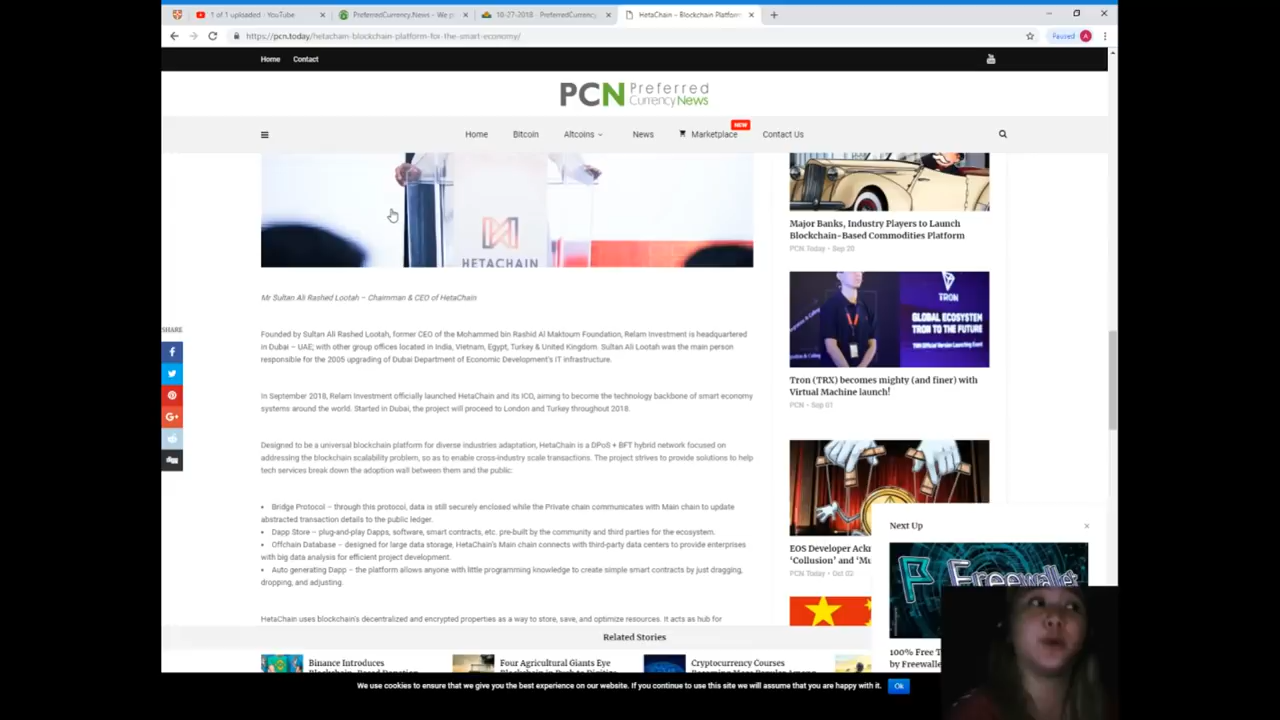 1 of 1 uploaded - YouTube
PreferredCurrency.News – We p
10-27-2018 - PreferredCurrency
HetaChain – Blockchain Platform
https://pcn.today/hetachain-blockchain-platform-for-the-smart-economy/
Paused A
Home Contact
PCN Preferred
Currency News
NEW
Home Bitcoin Altcoins News Marketplace Contact Us
HETACHAIN
Mr Sultan Ali Rashed Lootah – Chairman & CEO of HetaChain
SHARE
Founded by Sultan Ali Rashed Lootah, former CEO of the Mohammed bin Rashid Al Maktoum Foundation, Relam Investment is headquartered
in Dubai – UAE; with other group offices located in India, Vietnam, Egypt, Turkey & United Kingdom. Sultan Ali Lootah was the main person
responsible for the 2005 upgrading of Dubai Department of Economic Development's IT infrastructure.
In September 2018, Relam Investment officially launched HetaChain and its ICO, aiming to become the technology backbone of smart economy
systems around the world. Started in Dubai, the project will proceed to London and Turkey throughout 2018.
Designed to be a universal blockchain platform for diverse industries adaptation, HetaChain is a DPoS + BFT hybrid network focused on
addressing the blockchain scalability problem, so as to enable cross-industry scale transactions. The project strives to provide solutions to help
tech services break down the adoption wall between them and the public:
• Bridge Protocol – through this protocol, data is still securely enclosed while the Private chain communicates with Main chain to update
abstracted transaction details to the public ledger.
• Dapp Store – plug-and-play Dapps, software, smart contracts, etc. pre-built by the community and third parties for the ecosystem.
• Offchain Database – designed for large data storage, HetaChain's Main chain connects with third-party data centers to provide enterprises
with big data analysis for efficient project development.
• Auto generating Dapp – the platform allows anyone with little programming knowledge to create simple smart contracts by just dragging,
dropping, and adjusting.
HetaChain uses blockchain's decentralized and encrypted properties as a way to store, save, and optimize resources. It acts as hub for
Major Banks, Industry Players to Launch
Blockchain-Based Commodities Platform
PCN Today • Sep 20
TRON
GLOBAL ECOSYSTEM
TRON TO THE FUTURE
Tron (TRX) becomes mighty (and finer) with
Virtual Machine launch!
PCN • Sep 01
EOS Developer Ack
'Collusion' and 'Mu
PCN Today • Oct 02
Next Up
Freewallet
100% Free T
by Freewalle
Related Stories
Binance Introduces
Blockchain-Based Donation
Four Agricultural Giants Eye
Blockchain in Push to Digitize
Cryptocurrency Courses
Becoming More Popular Among
We use cookies to ensure that we give you the best experience on our website. If you continue to use this site we will assume that you are happy with it. Ok